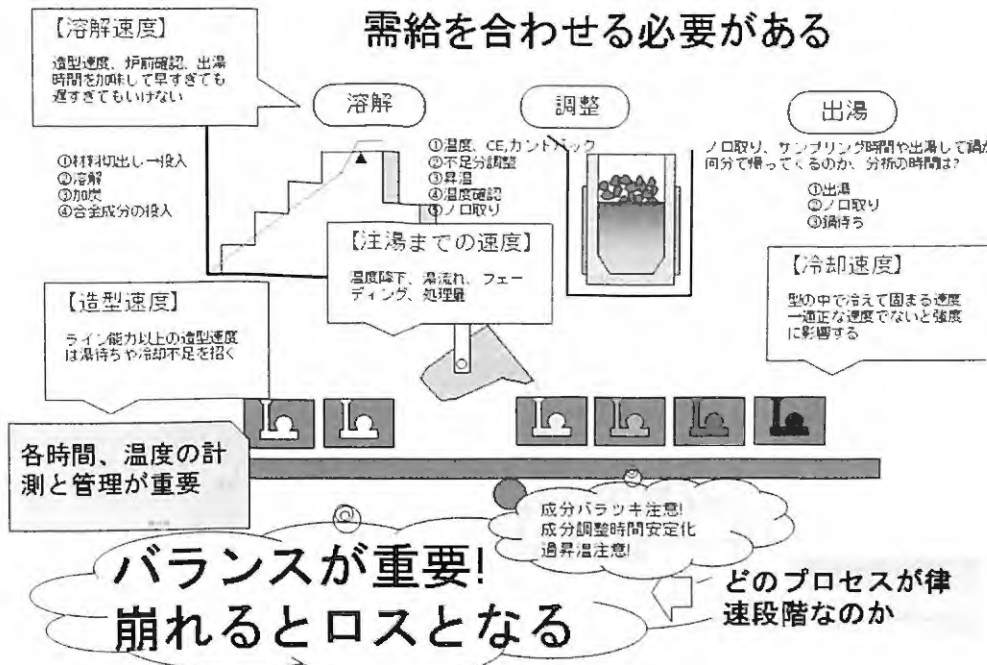 需給を合わせる必要がある
【溶解速度】
造型速度、炉前確認、出湯
時間を加味して早すぎても
遅すぎてもいけない
溶解
①材料切出し→投入
②溶解
③加炭
④合金成分の投入
①温度、CE,カントバック
②不足分調整
③昇温
④温度確認
⑤ノロ取り
調整
出湯
ノロ取り、サンプリング時間や出湯して鍋が
何分で帰ってくるのか、分析の時間は?
①出湯
②ノロ取り
③鍋待ち
【注湯までの速度】
温度降下、湯流れ、フェー
ディング、処理量
【造型速度】
ライン能力以上の造型速度
は湯待ちや冷却不足を招く
【冷却速度】
型の中で冷えて固まる速度
→適正な速度でないと強度
に影響する
各時間、温度の計
測と管理が重要
成分バラツキ注意!
成分調整時間安定化
過昇温注意!
バランスが重要!
崩れるとロスとなる
どのプロセスが律
速段階なのか